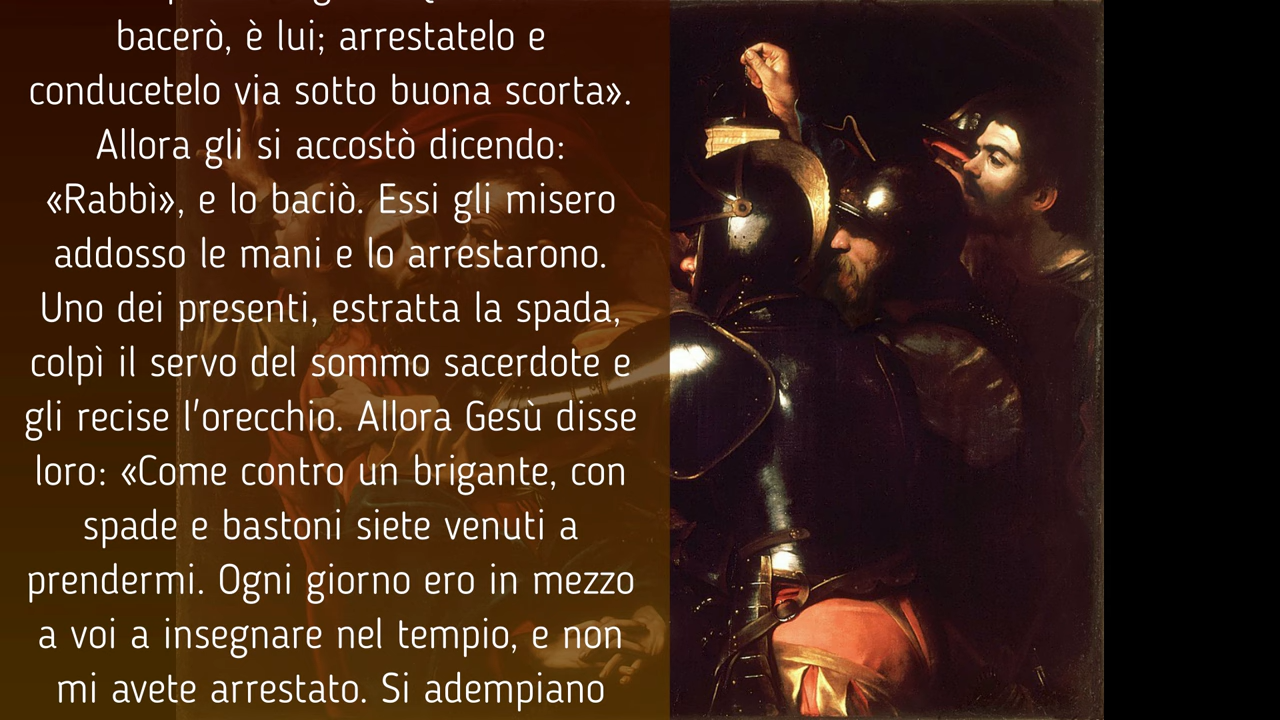 bacerò, è lui; arrestatelo e
conducetelo via sotto buona scorta».
Allora gli si accostò dicendo:
«Rabbì», e lo baciò. Essi gli misero
addosso le mani e lo arrestarono.
Uno dei presenti, estratta la spada,
colpì il servo del sommo sacerdote e
gli recise l'orecchio. Allora Gesù disse
loro: «Come contro un brigante, con
spade e bastoni siete venuti a
prendermi. Ogni giorno ero in mezzo
a voi a insegnare nel tempio, e non
mi avete arrestato. Si adempiano